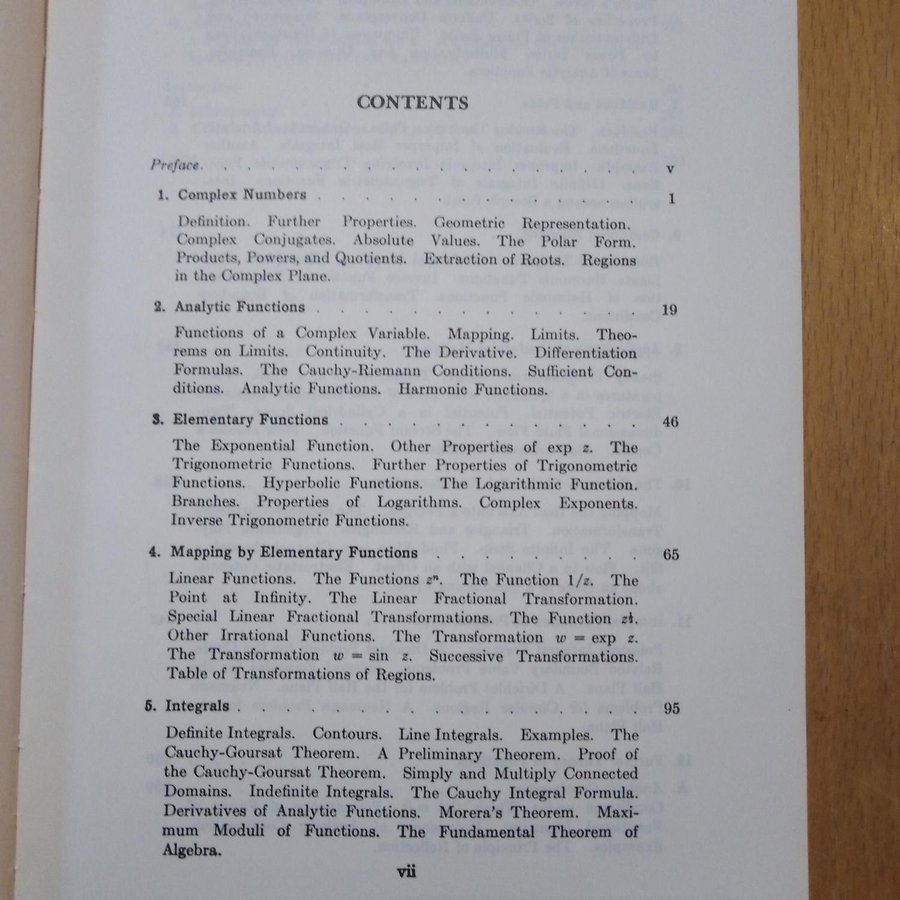 CONTENTS
Preface. . . . . . . . . . . . . . . . . . . . v
1. Complex Numbers . . . . . . . . . . . . . . 1
Definition. Further Properties. Geometric Representation.
Complex Conjugates. Absolute Values. The Polar Form.
Products, Powers, and Quotients. Extraction of Roots. Regions
in the Complex Plane.
2. Analytic Functions . . . . . . . . . . . . . . 19
Functions of a Complex Variable. Mapping. Limits. Theo-
rems on Limits. Continuity. The Derivative. Differentiation
Formulas. The Cauchy-Riemann Conditions. Sufficient Con-
ditions. Analytic Functions. Harmonic Functions.
3. Elementary Functions . . . . . . . . . . . . . 46
The Exponential Function. Other Properties of exp z. The
Trigonometric Functions. Further Properties of Trigonometric
Functions. Hyperbolic Functions. The Logarithmic Function.
Branches. Properties of Logarithms. Complex Exponents.
Inverse Trigonometric Functions.
4. Mapping by Elementary Functions . . . . . . . . . 65
Linear Functions. The Functions zⁿ. The Function 1/z. The
Point at Infinity. The Linear Fractional Transformation.
Special Linear Fractional Transformations. The Function z½.
Other Irrational Functions. The Transformation w = exp z.
The Transformation w = sin z. Successive Transformations.
Table of Transformations of Regions.
5. Integrals . . . . . . . . . . . . . . . . . . 95
Definite Integrals. Contours. Line Integrals. Examples. The
Cauchy-Goursat Theorem. A Preliminary Theorem. Proof of
the Cauchy-Goursat Theorem. Simply and Multiply Connected
Domains. Indefinite Integrals. The Cauchy Integral Formula.
Derivatives of Analytic Functions. Morera's Theorem. Maxi-
mum Moduli of Functions. The Fundamental Theorem of
Algebra.
vii